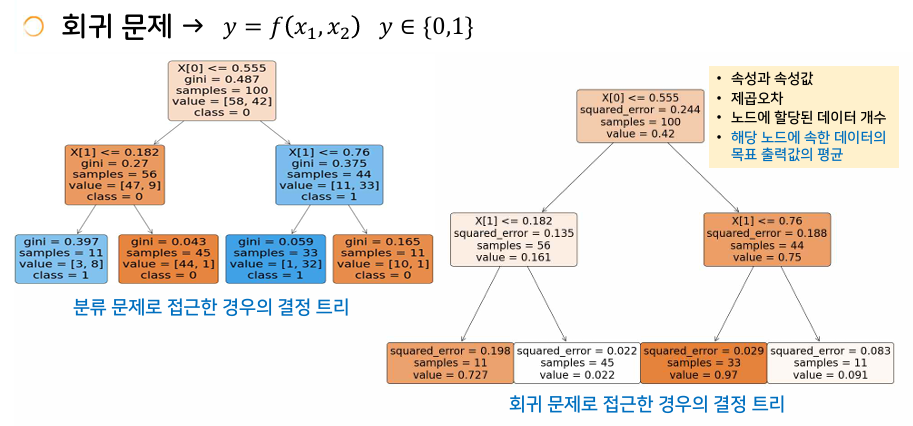 회귀 문제 → y = f(x₁, x₂) y ∈ {0,1}
X[0] <= 0.555
gini = 0.487
samples = 100
value = [58, 42]
class = 0
X[1] <= 0.182
gini = 0.27
samples = 56
value = [47, 9]
class = 0
X[1] <= 0.76
gini = 0.375
samples = 44
value = [11, 33]
class = 1
gini = 0.397
samples = 11
value = [3, 8]
class = 1
gini = 0.043
samples = 45
value = [44, 1]
class = 0
gini = 0.059
samples = 33
value = [1, 32]
class = 1
gini = 0.165
samples = 11
value = [10, 1]
class = 0
분류 문제로 접근한 경우의 결정 트리
X[0] <= 0.555
squared_error = 0.244
samples = 100
value = 0.42
• 속성과 속성값
• 제곱오차
• 노드에 할당된 데이터 개수
• 해당 노드에 속한 데이터의
목표 출력값의 평균
X[1] <= 0.182
squared_error = 0.135
samples = 56
value = 0.161
X[1] <= 0.76
squared_error = 0.188
samples = 44
value = 0.75
squared_error = 0.198
samples = 11
value = 0.727
squared_error = 0.022
samples = 45
value = 0.022
squared_error = 0.029
samples = 33
value = 0.97
squared_error = 0.083
samples = 11
value = 0.091
회귀 문제로 접근한 경우의 결정 트리